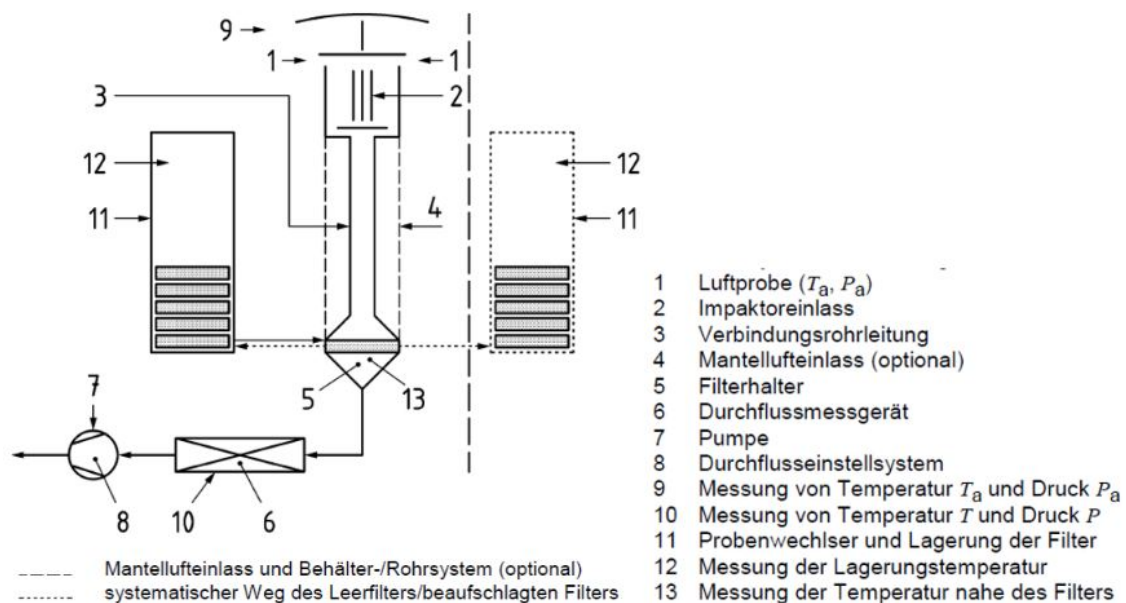 9
1 1
3 2
12 12
11 4 11
5 13
7
8 10 6
1 Luftprobe (Ta, Pa)
2 Impaktoreinlass
3 Verbindungsrohrleitung
4 Mantellufteinlass (optional)
5 Filterhalter
6 Durchflussmessgerät
7 Pumpe
8 Durchflusseinstellsystem
9 Messung von Temperatur Ta und Druck Pa
10 Messung von Temperatur T und Druck P
11 Probenwechlser und Lagerung der Filter
12 Messung der Lagerungstemperatur
13 Messung der Temperatur nahe des Filters
Mantellufteinlass und Behälter-/Rohrsystem (optional)
systematischer Weg des Leerfilters/beaufschlagten Filters